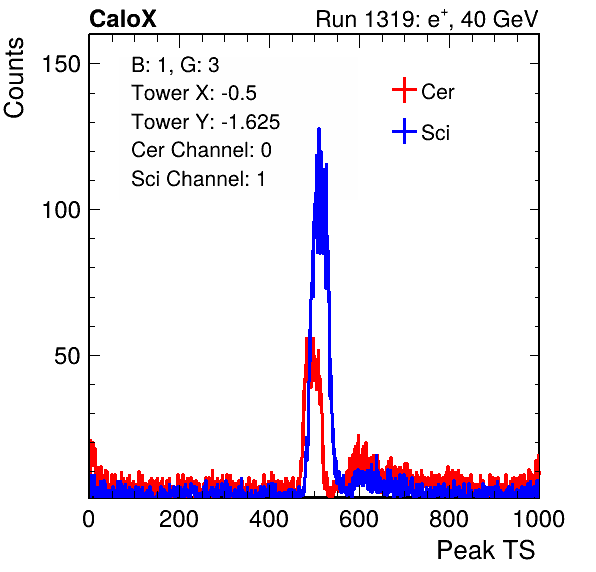 CaloX Run 1319: e⁺, 40 GeV
Counts
150
100
50
B: 1, G: 3
Tower X: -0.5
Tower Y: -1.625
Cer Channel: 0
Sci Channel: 1
Cer
Sci
0 200 400 600 800 1000
Peak TS